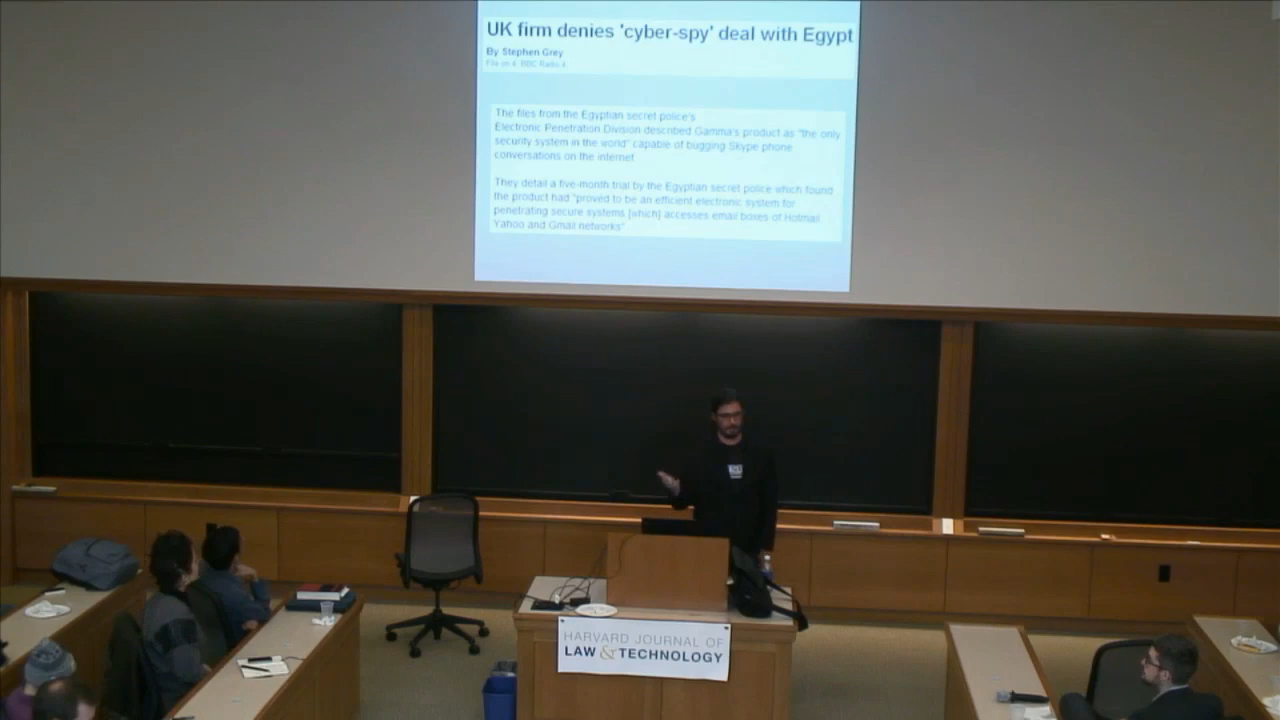 UK firm denies 'cyber-spy' deal with Egypt
By Stephen Grey
File on 4, BBC Radio 4
The files from the Egyptian secret police's
Electronic Penetration Division described Gamma's product as "the only
security system in the world" capable of bugging Skype phone
conversations on the internet
They detail a five-month trial by the Egyptian secret police which found
the product had "proved to be an efficient electronic system for
penetrating secure systems [which] accesses email boxes of Hotmail,
Yahoo and Gmail networks"
HARVARD JOURNAL OF
LAW & TECHNOLOGY